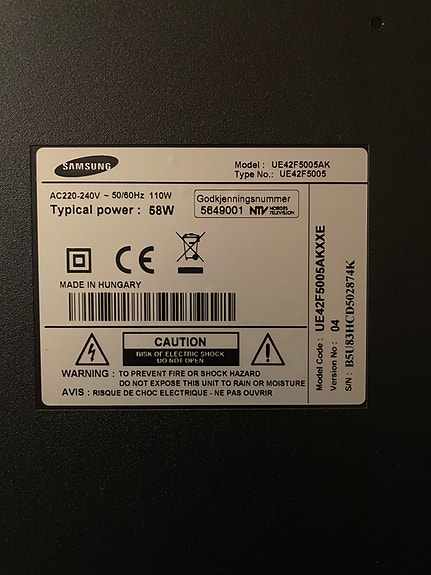 SAMSUNG
Model : UE42F5005AK
Type No.: UE42F5005
AC220-240V ~ 50/60Hz 110W
Typical power : 58W
Godkjenningsnummer
5649001 NTV NORGES TELEVISION
MADE IN HUNGARY
CAUTION
RISK OF ELECTRIC SHOCK
DO NOT OPEN
WARNING : TO PREVENT FIRE OR SHOCK HAZARD
DO NOT EXPOSE THIS UNIT TO RAIN OR MOISTURE
AVIS : RISQUE DE CHOC ELECTRIQUE - NE PAS OUVRIR
Model Code : UE42F5005AKXXE
Version No : 04
S/N : B5U83HCD502874K